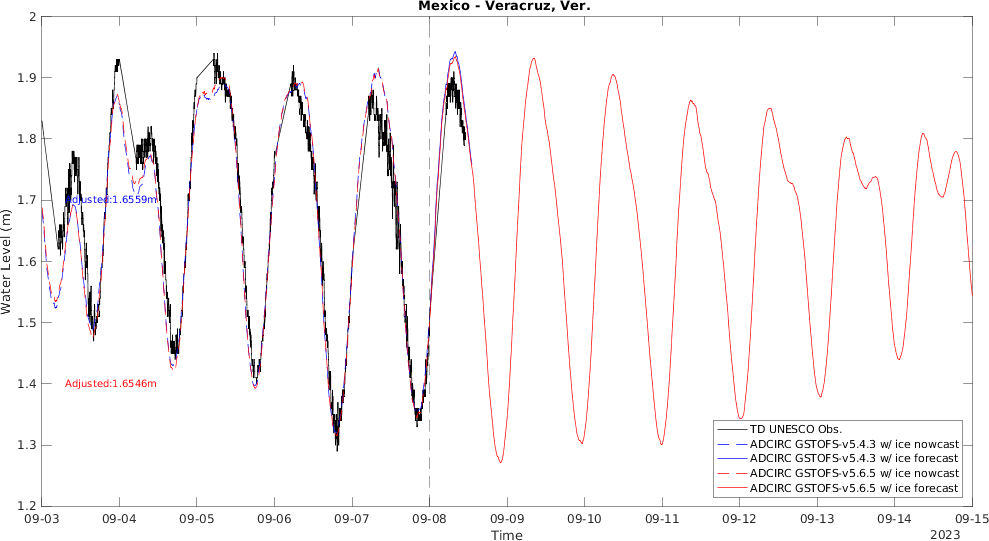 Mexico - Veracruz, Ver.
2
1.9
1.8
1.7
1.6
1.5
1.4
1.3
1.2
Water Level (m)
Adjusted:1.6559m
Adjusted:1.6546m
TD UNESCO Obs.
ADCIRC GSTOFS-v5.4.3 w/ ice nowcast
ADCIRC GSTOFS-v5.4.3 w/ ice forecast
ADCIRC GSTOFS-v5.6.5 w/ ice nowcast
ADCIRC GSTOFS-v5.6.5 w/ ice forecast
09-03 09-04 09-05 09-06 09-07 09-08 09-09 09-10 09-11 09-12 09-13 09-14 09-15
Time
2023